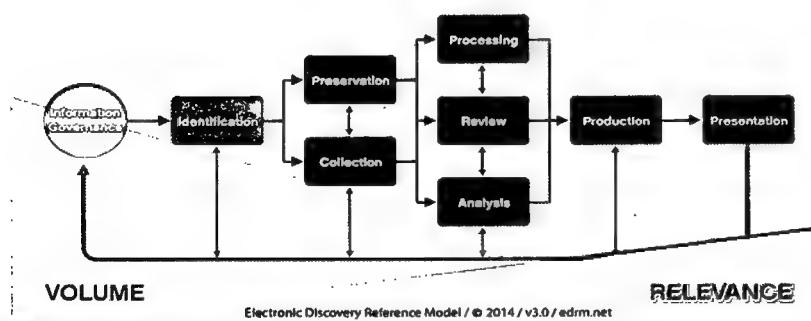 Processing
Preservation
Information
Governance
Identification
Review
Production
Presentation
Collection
Analysis
VOLUME
RELEVANCE
Electronic Discovery Reference Model / © 2014 / v3.0 / edrm.net